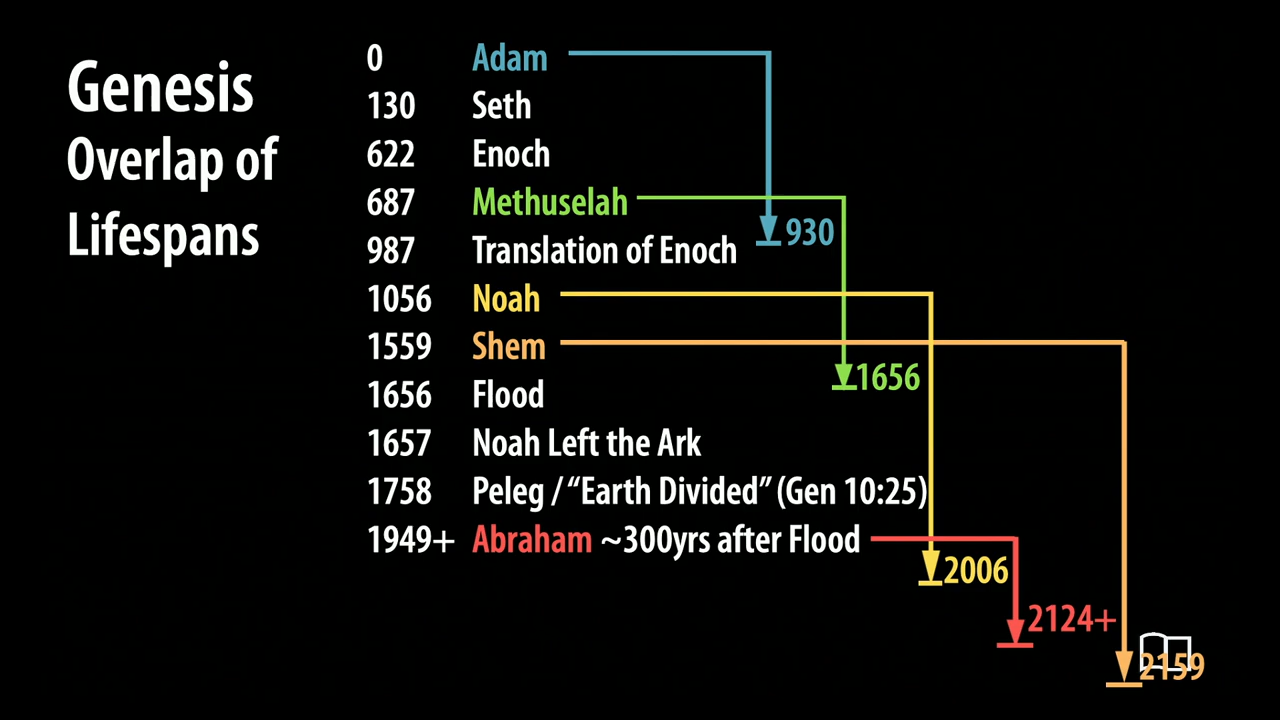 Genesis
Overlap of
Lifespans
0 Adam
130 Seth
622 Enoch
687 Methuselah
930
987 Translation of Enoch
1056 Noah
1559 Shem
1656
1656 Flood
1657 Noah Left the Ark
1758 Peleg / “Earth Divided” (Gen 10:25)
1949+ Abraham ~300yrs after Flood
2006
2124+
2159